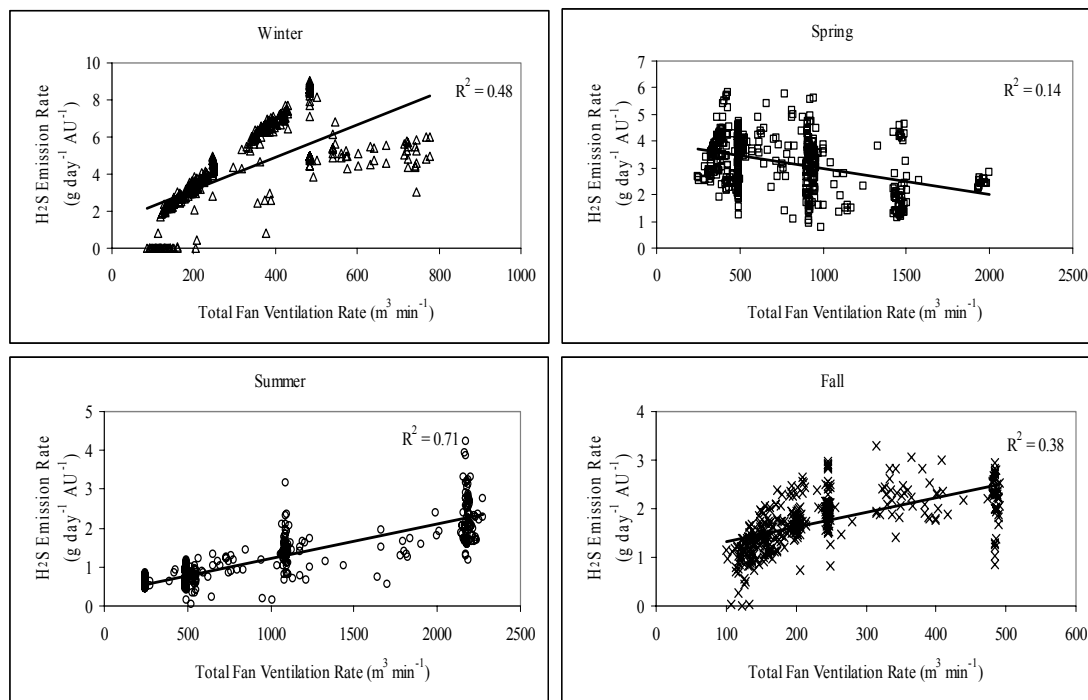 Winter
H2S Emission Rate
(g day⁻¹ AU⁻¹)
10
8
6
4
2
0
R² = 0.48
0 200 400 600 800 1000
Total Fan Ventilation Rate (m³ min⁻¹)
Spring
H2S Emission Rate
(g day⁻¹ AU⁻¹)
7
6
5
4
3
2
1
0
R² = 0.14
0 500 1000 1500 2000 2500
Total Fan Ventilation Rate (m³ min⁻¹)
Summer
H2S Emission Rate
(g day⁻¹ AU⁻¹)
5
4
3
2
1
0
R² = 0.71
0 500 1000 1500 2000 2500
Total Fan Ventilation Rate (m³ min⁻¹)
Fall
H2S Emission Rate
(g day⁻¹ AU⁻¹)
4
3
2
1
0
R² = 0.38
0 100 200 300 400 500 600
Total Fan Ventilation Rate (m³ min⁻¹)